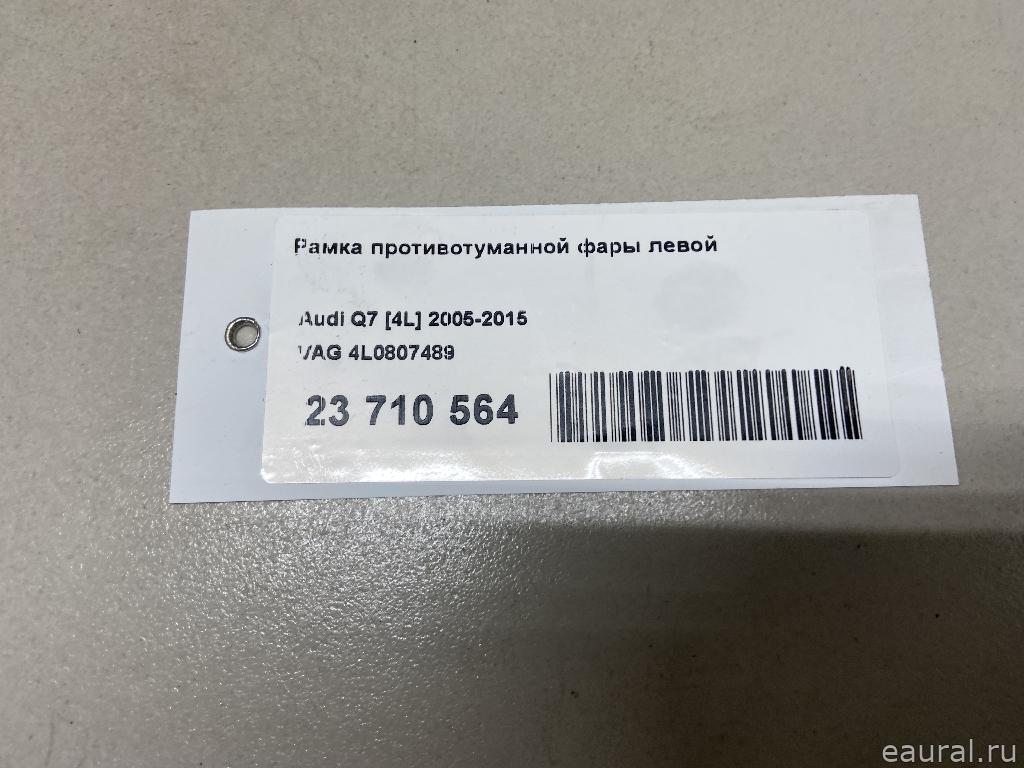 Рамка противотуманной фары левой
Audi Q7 [4L] 2005-2015
VAG 4L0807489
23 710 564
eaural.ru